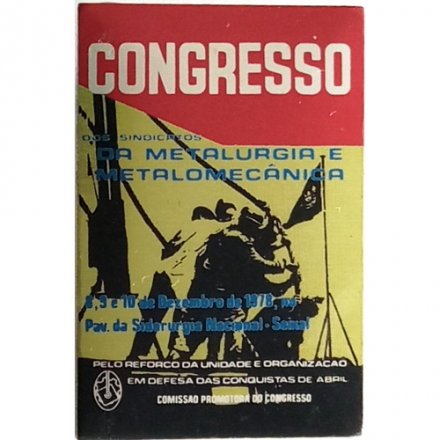 CONGRESSO
DOS SINDICATOS
DA METALURGIA E
METALOMECÂNICA
8, 9 e 10 de Dezembro de 1978, no
Pav. da Siderurgia Nacional - Seixal
PELO REFORÇO DA UNIDADE E ORGANIZAÇÃO
EM DEFESA DAS CONQUISTAS DE ABRIL
COMISSÃO PROMOTORA DO CONGRESSO